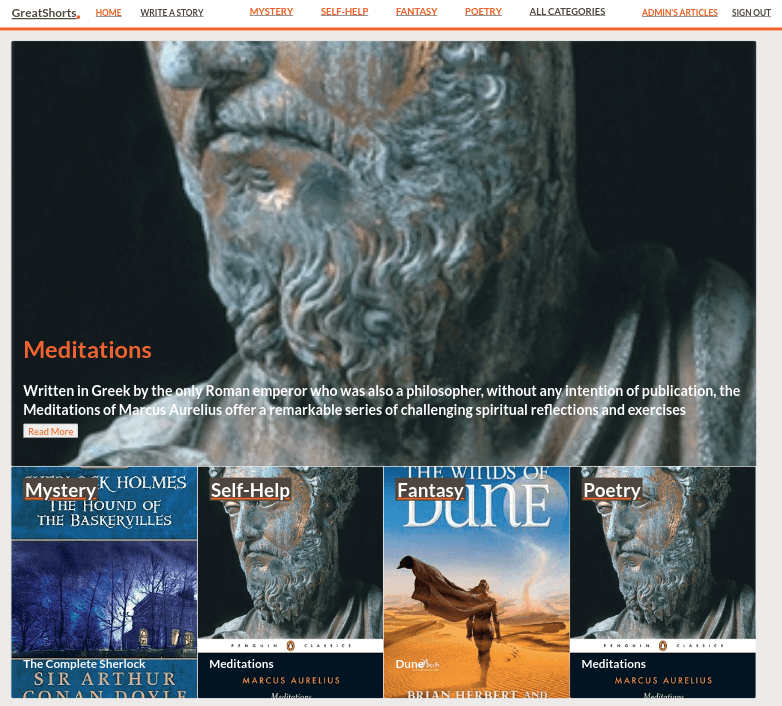 GreatShorts. HOME WRITE A STORY MYSTERY SELF-HELP FANTASY POETRY ALL CATEGORIES ADMIN'S ARTICLES SIGN OUT
Meditations
Written in Greek by the only Roman emperor who was also a philosopher, without any intention of publication, the
Meditations of Marcus Aurelius offer a remarkable series of challenging spiritual reflections and exercises
Read More
Mystery
HOLMES
THE HOUND OF
THE BASKERVILLES
The Complete Sherlock
SIR ARTHUR
CONAN DOYLE
Self-Help
PENGUIN CLASSICS
Meditations
MARCUS AURELIUS
Meditations
THE WINDS OF
Fantasy
DUNE
Dune
BRIAN HERBERT AND
Poetry
PENGUIN CLASSICS
Meditations
MARCUS AURELIUS
Meditations